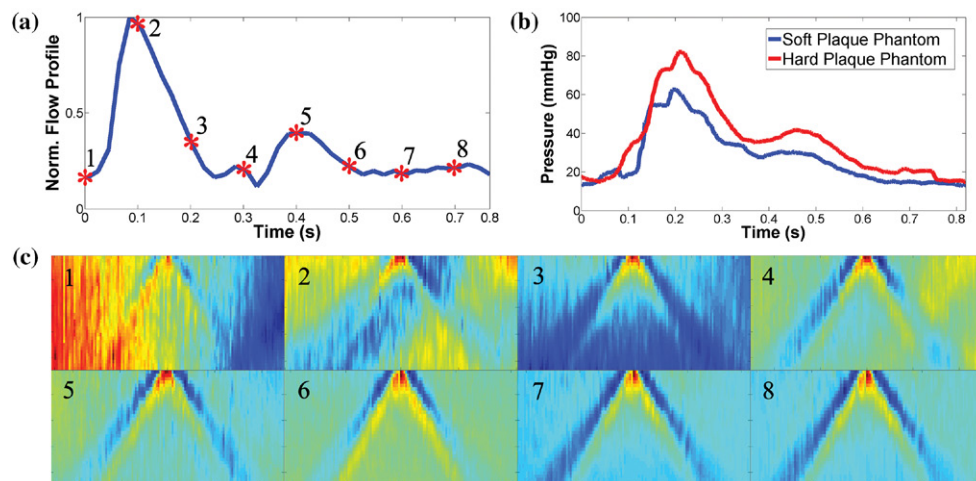 (a)
Norm. Flow Profile
1
0.5
0
0 0.1 0.2 0.3 0.4 0.5 0.6 0.7 0.8
Time (s)
1 2 3 4 5 6 7 8
(b)
Pressure (mmHg)
100
80
60
40
20
0
0 0.1 0.2 0.3 0.4 0.5 0.6 0.7 0.8
Time (s)
Soft Plaque Phantom
Hard Plaque Phantom
(c)
1 2 3 4
5 6 7 8